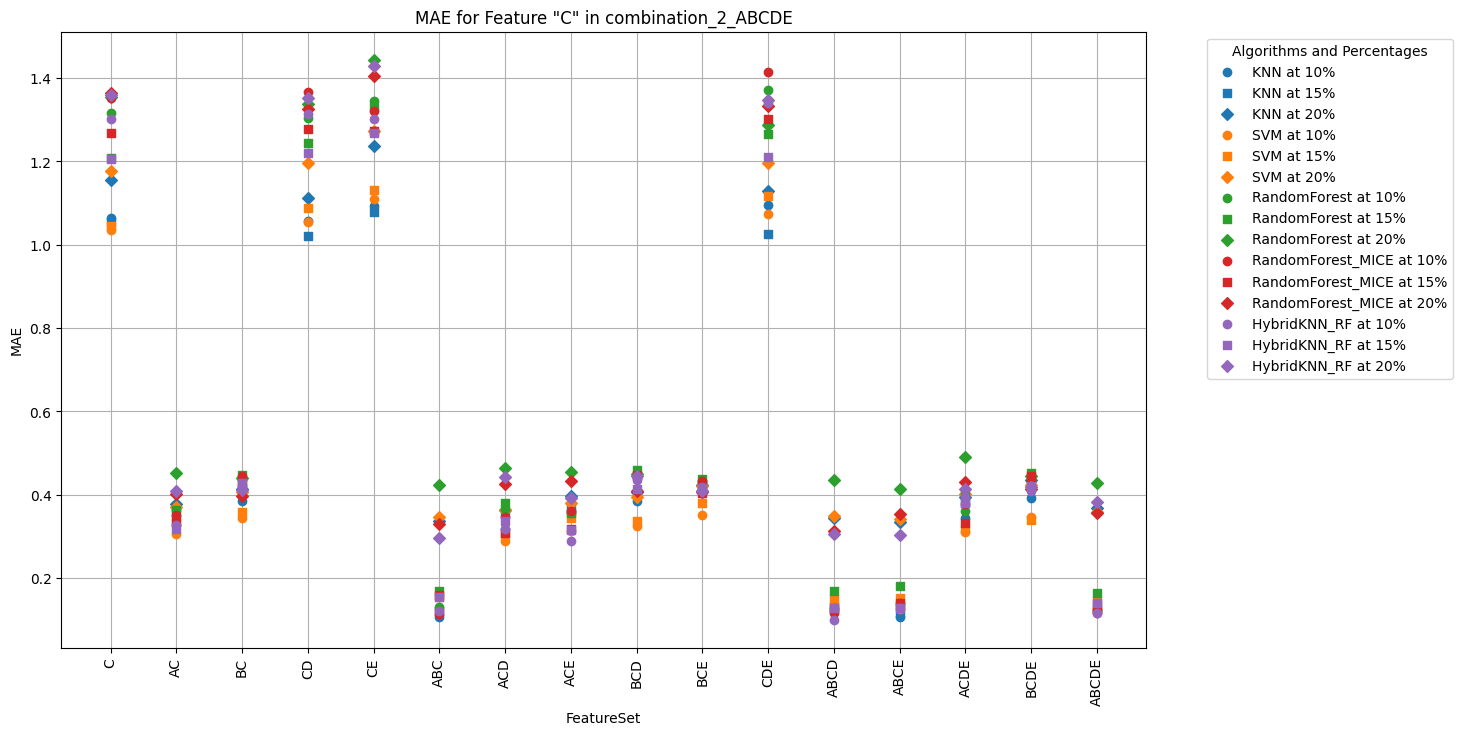 MAE for Feature "C" in combination_2_ABCDE
Algorithms and Percentages
KNN at 10%
KNN at 15%
KNN at 20%
SVM at 10%
SVM at 15%
SVM at 20%
RandomForest at 10%
RandomForest at 15%
RandomForest at 20%
RandomForest_MICE at 10%
RandomForest_MICE at 15%
RandomForest_MICE at 20%
HybridKNN_RF at 10%
HybridKNN_RF at 15%
HybridKNN_RF at 20%
MAE
1.4
1.2
1.0
0.8
0.6
0.4
0.2
C
AC
BC
CD
CE
ABC
ACD
ACE
BCD
BCE
CDE
ABCD
ABCE
ACDE
BCDE
ABCDE
FeatureSet